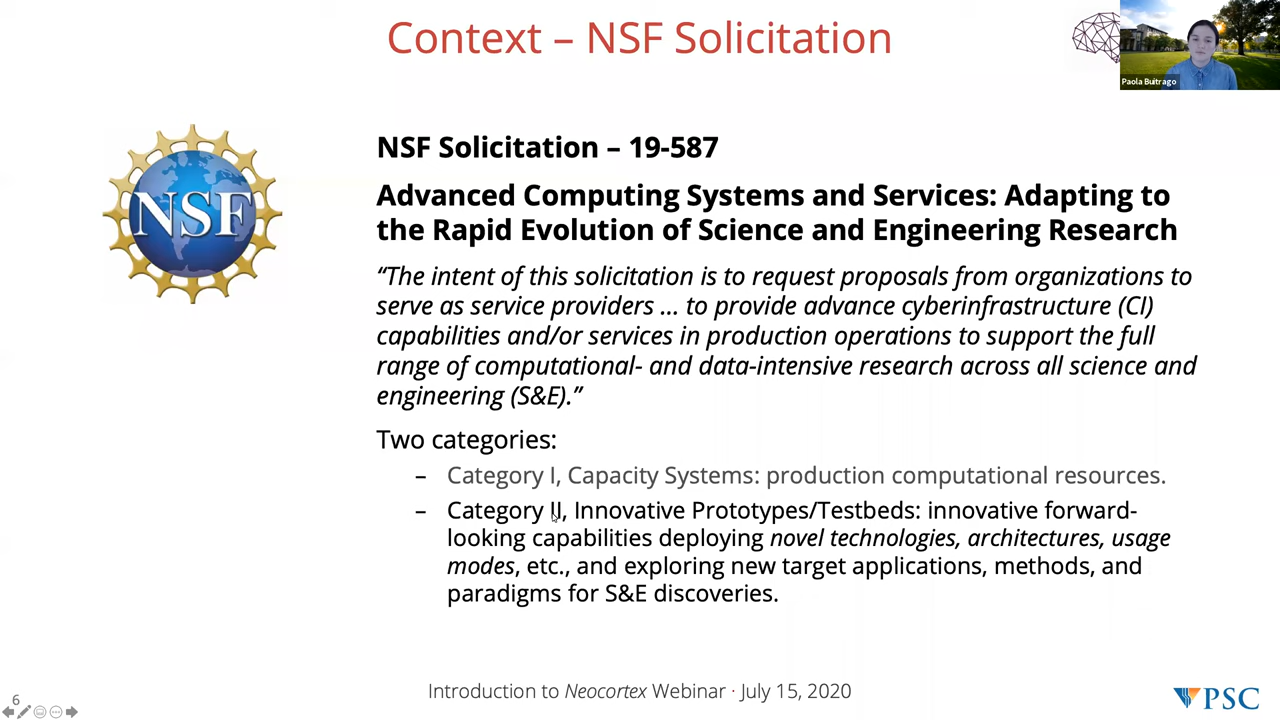 Context – NSF Solicitation
Paola Buitrago
NSF
NSF Solicitation – 19-587
Advanced Computing Systems and Services: Adapting to
the Rapid Evolution of Science and Engineering Research
“The intent of this solicitation is to request proposals from organizations to
serve as service providers ... to provide advance cyberinfrastructure (CI)
capabilities and/or services in production operations to support the full
range of computational- and data-intensive research across all science and
engineering (S&E).”
Two categories:
– Category I, Capacity Systems: production computational resources.
– Category II, Innovative Prototypes/Testbeds: innovative forward-
looking capabilities deploying novel technologies, architectures, usage
modes, etc., and exploring new target applications, methods, and
paradigms for S&E discoveries.
6
Introduction to Neocortex Webinar · July 15, 2020
PSC